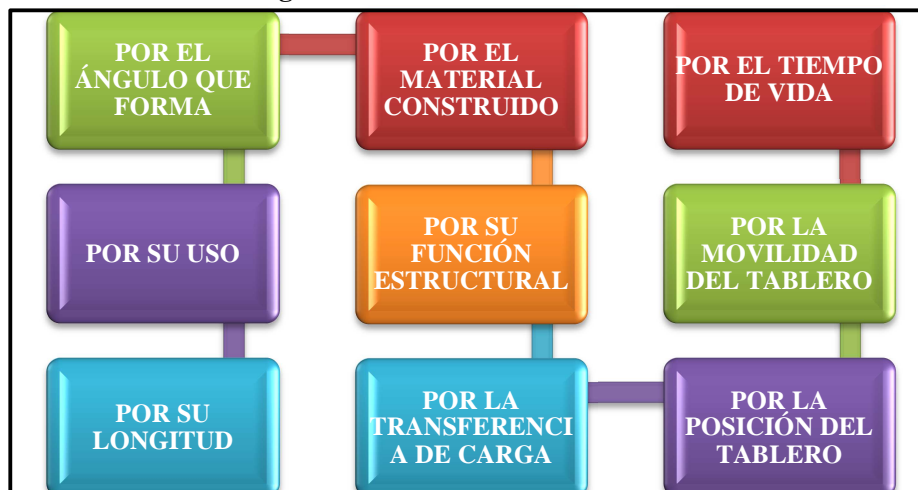 POR EL
ÁNGULO QUE
FORMA
POR EL
MATERIAL
CONSTRUIDO
POR EL TIEMPO
DE VIDA
POR SU USO
POR SU
FUNCIÓN
ESTRUCTURAL
POR LA
MOVILIDAD
DEL TABLERO
POR SU
LONGITUD
POR LA
TRANSFERENCI
A DE CARGA
POR LA
POSICIÓN DEL
TABLERO